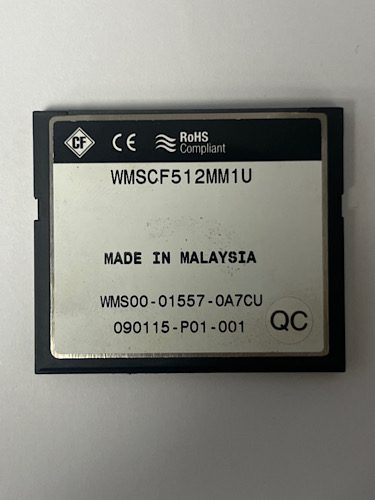 CF CE RoHS
Compliant
WMSCF512MM1U
MADE IN MALAYSIA
WMS00-01557-0A7CU
090115-P01-001
QC